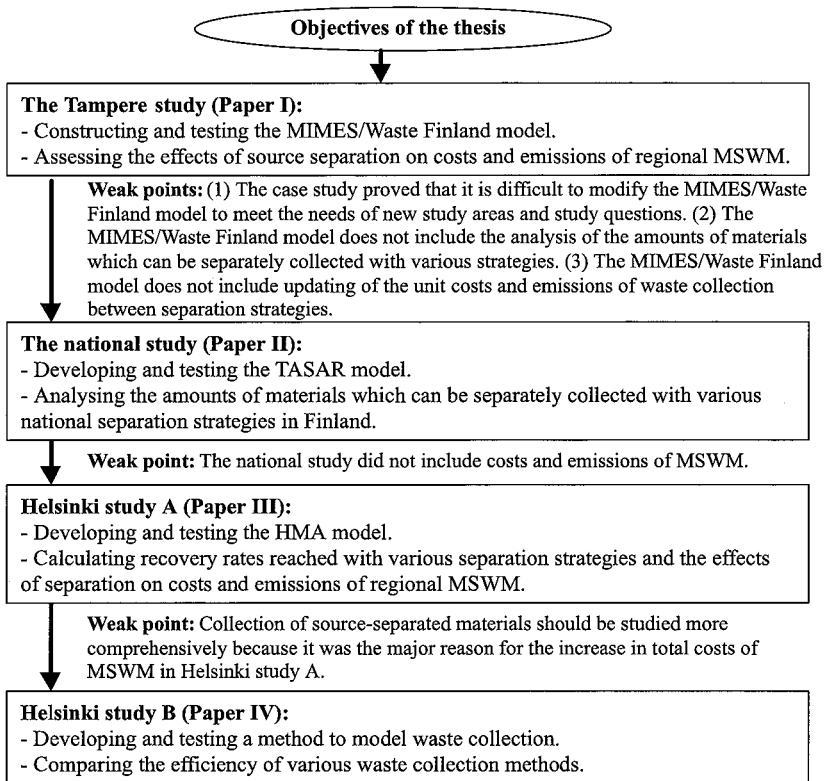 Objectives of the thesis
The Tampere study (Paper I):
- Constructing and testing the MIMES/Waste Finland model.
- Assessing the effects of source separation on costs and emissions of regional MSWM.
Weak points: (1) The case study proved that it is difficult to modify the MIMES/Waste
Finland model to meet the needs of new study areas and study questions. (2) The
MIMES/Waste Finland model does not include the analysis of the amounts of materials
which can be separately collected with various strategies. (3) The MIMES/Waste Finland
model does not include updating of the unit costs and emissions of waste collection
between separation strategies.
The national study (Paper II):
- Developing and testing the TASAR model.
- Analysing the amounts of materials which can be separately collected with various
national separation strategies in Finland.
Weak point: The national study did not include costs and emissions of MSWM.
Helsinki study A (Paper III):
- Developing and testing the HMA model.
- Calculating recovery rates reached with various separation strategies and the effects
of separation on costs and emissions of regional MSWM.
Weak point: Collection of source-separated materials should be studied more
comprehensively because it was the major reason for the increase in total costs of
MSWM in Helsinki study A.
Helsinki study B (Paper IV):
- Developing and testing a method to model waste collection.
- Comparing the efficiency of various waste collection methods.